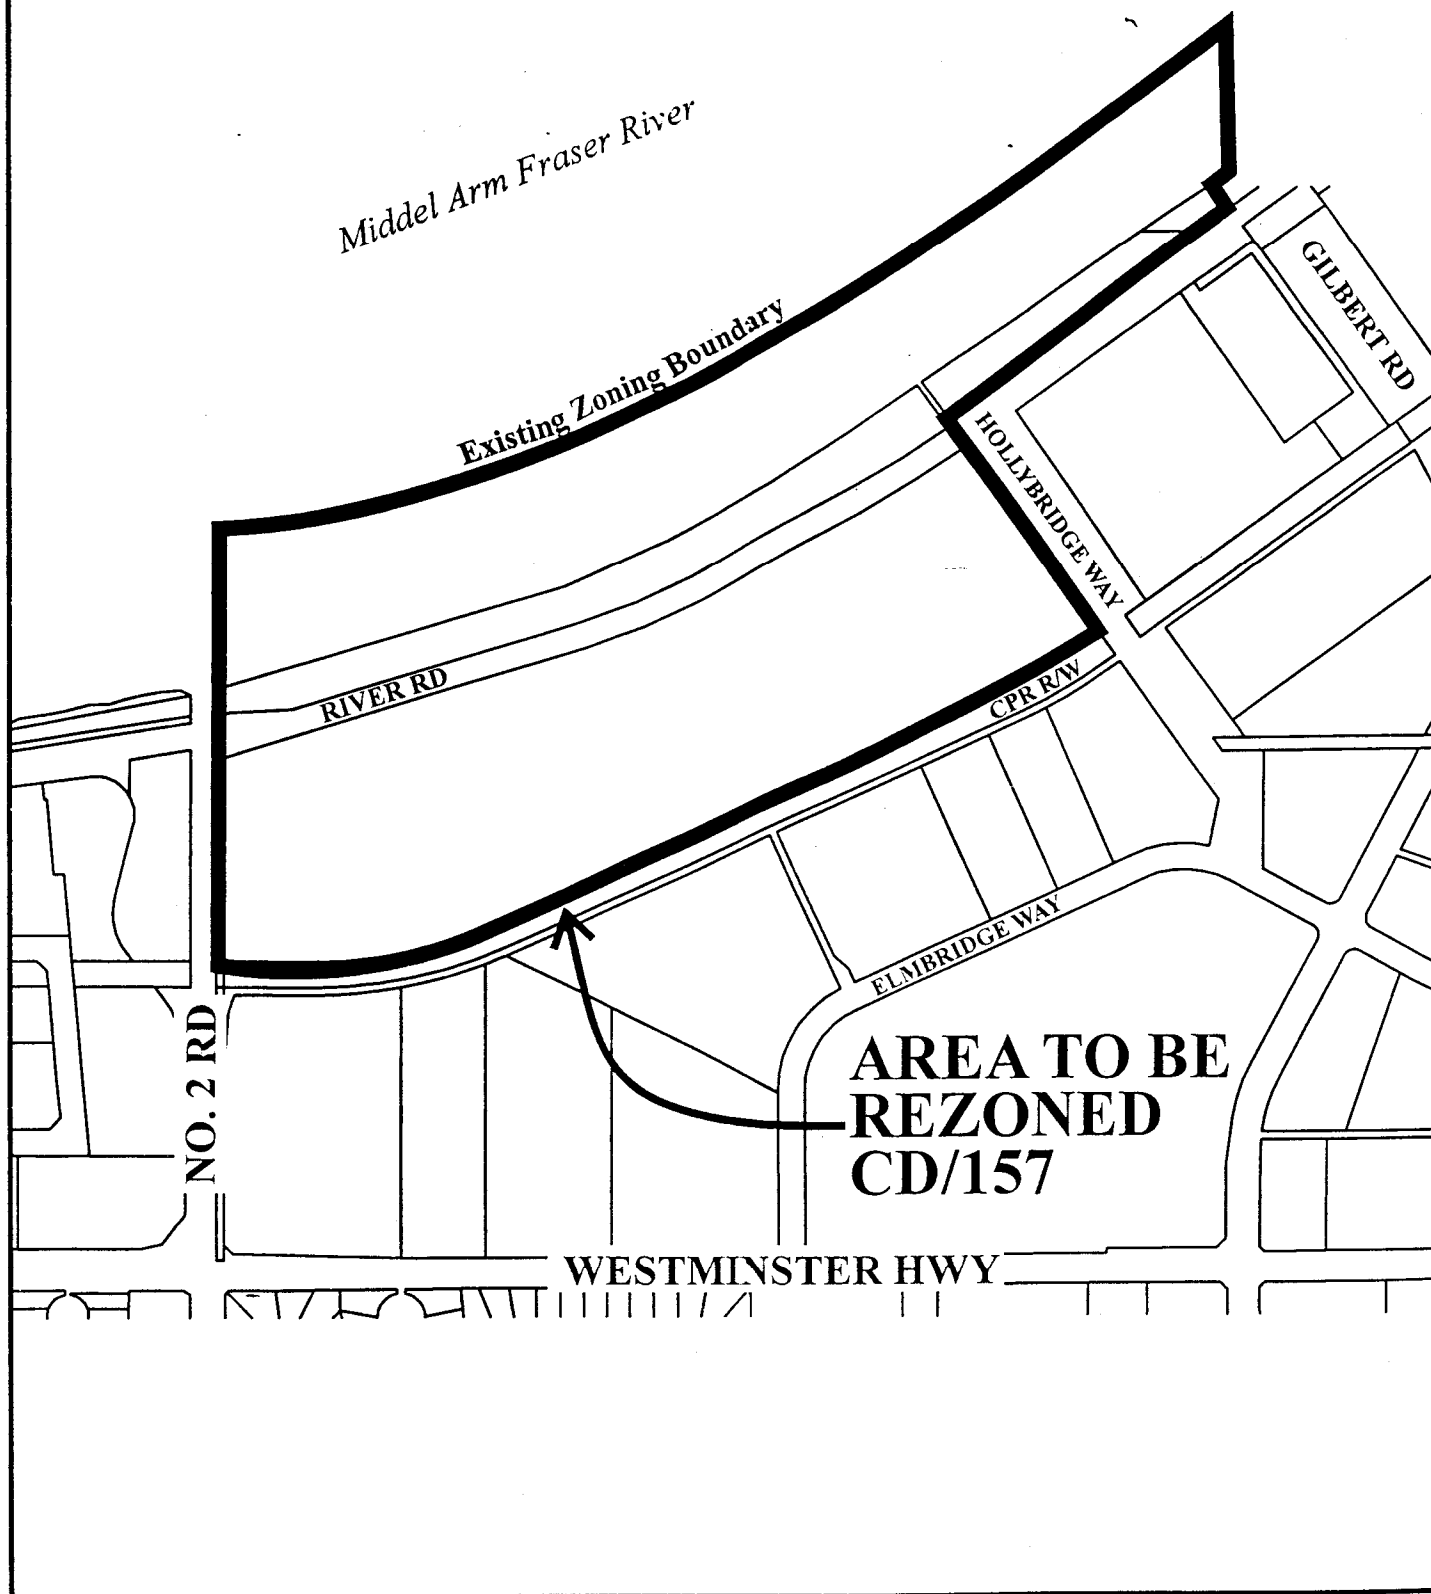 Middel Arm Fraser River
Existing Zoning Boundary
GILBERT RD
HOLLYBRIDGE WAY
RIVER RD
CPR R/W
ELMBRIDGE WAY
NO. 2 RD
AREA TO BE
REZONED
CD/157
WESTMINSTER HWY